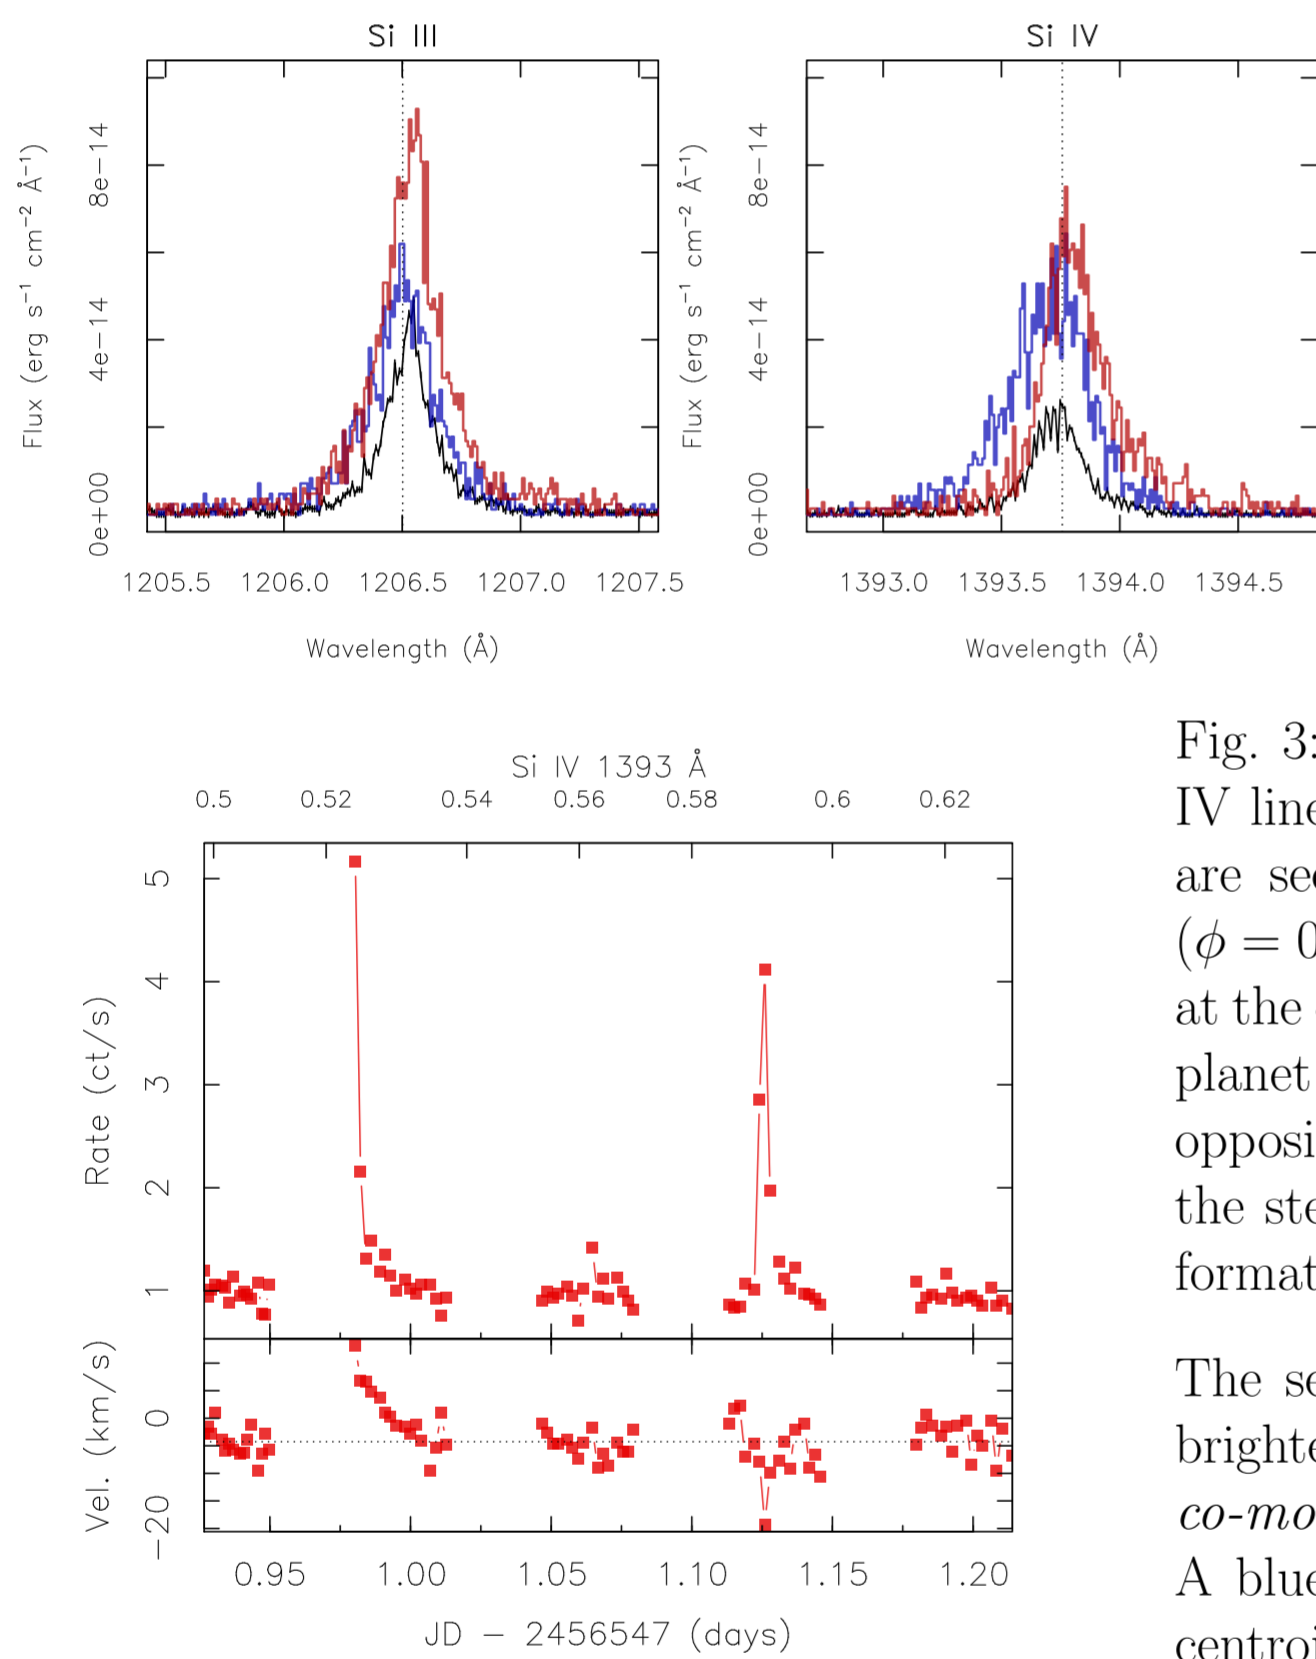 Si III
Si IV
Flux (erg s⁻¹ cm⁻² Å⁻¹)
0e+00 4e-14 8e-14
Flux (erg s⁻¹ cm⁻² Å⁻¹)
0e+00 4e-14 8e-14
1205.5 1206.0 1206.5 1207.0 1207.5
1393.0 1393.5 1394.0 1394.5
Wavelength (Å)
Wavelength (Å)
Si IV 1393 Å
0.5 0.52 0.54 0.56 0.58 0.6 0.62
Rate (ct/s)
1 2 3 4 5
Vel. (km/s)
-20 0
0.95 1.00 1.05 1.10 1.15 1.20
JD - 2456547 (days)
Fig. 3:
IV line
are see
(ϕ = 0
at the
planet
opposi
the ste
format
The se
brighte
co-mo
A blue
centroi